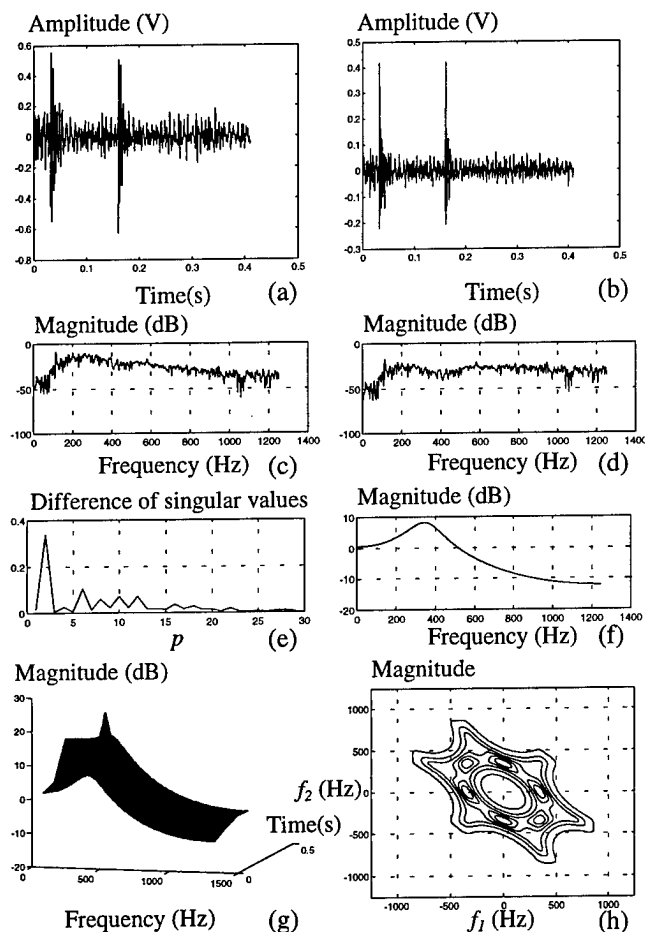 Amplitude (V)
0.6
0.4
0.2
0
-0.2
-0.4
-0.6
-0.8
0 0.1 0.2 0.3 0.4 0.5
Time(s) (a)
Amplitude (V)
0.6
0.5
0.4
0.3
0.2
0.1
0
-0.1
-0.2
-0.3
0 0.1 0.2 0.3 0.4 0.5
Time(s) (b)
Magnitude (dB)
0
-50
-100
0 200 400 600 800 1000 1200 1400
Frequency (Hz) (c)
Magnitude (dB)
0
-50
-100
0 200 400 600 800 1000 1200 1400
Frequency (Hz) (d)
Difference of singular values
0.4
0.2
0
0 5 10 15 20 25 30
p (e)
Magnitude (dB)
10
0
-10
-20
0 200 400 600 800 1000 1200 1400
Frequency (Hz) (f)
Magnitude (dB)
30
20
10
0
-10
-20
0 500 1000 1500
0 0.5
Time(s)
Frequency (Hz) (g)
Magnitude
1000
500
0
-500
-1000
f2 (Hz)
-1000 -500 0 500 1000
f1 (Hz) (h)